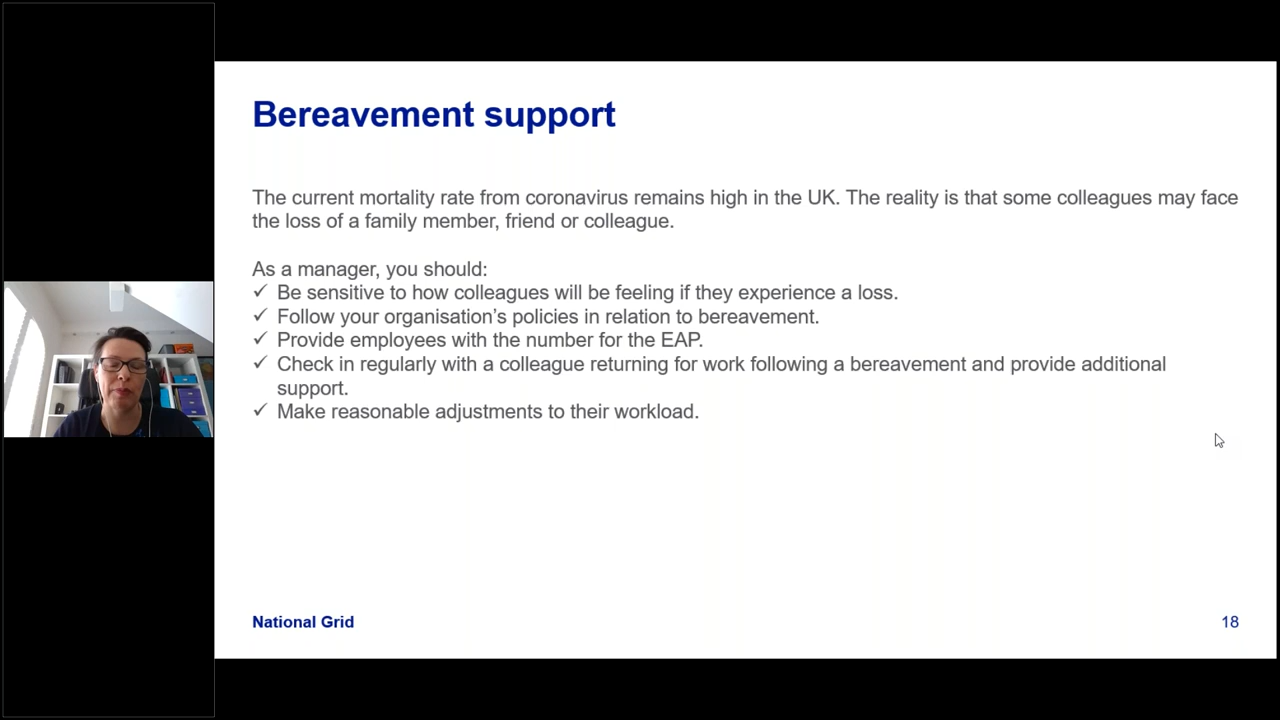 Bereavement support
The current mortality rate from coronavirus remains high in the UK. The reality is that some colleagues may face
the loss of a family member, friend or colleague.
As a manager, you should:
✓ Be sensitive to how colleagues will be feeling if they experience a loss.
✓ Follow your organisation's policies in relation to bereavement.
✓ Provide employees with the number for the EAP.
✓ Check in regularly with a colleague returning for work following a bereavement and provide additional
support.
✓ Make reasonable adjustments to their workload.
National Grid
18